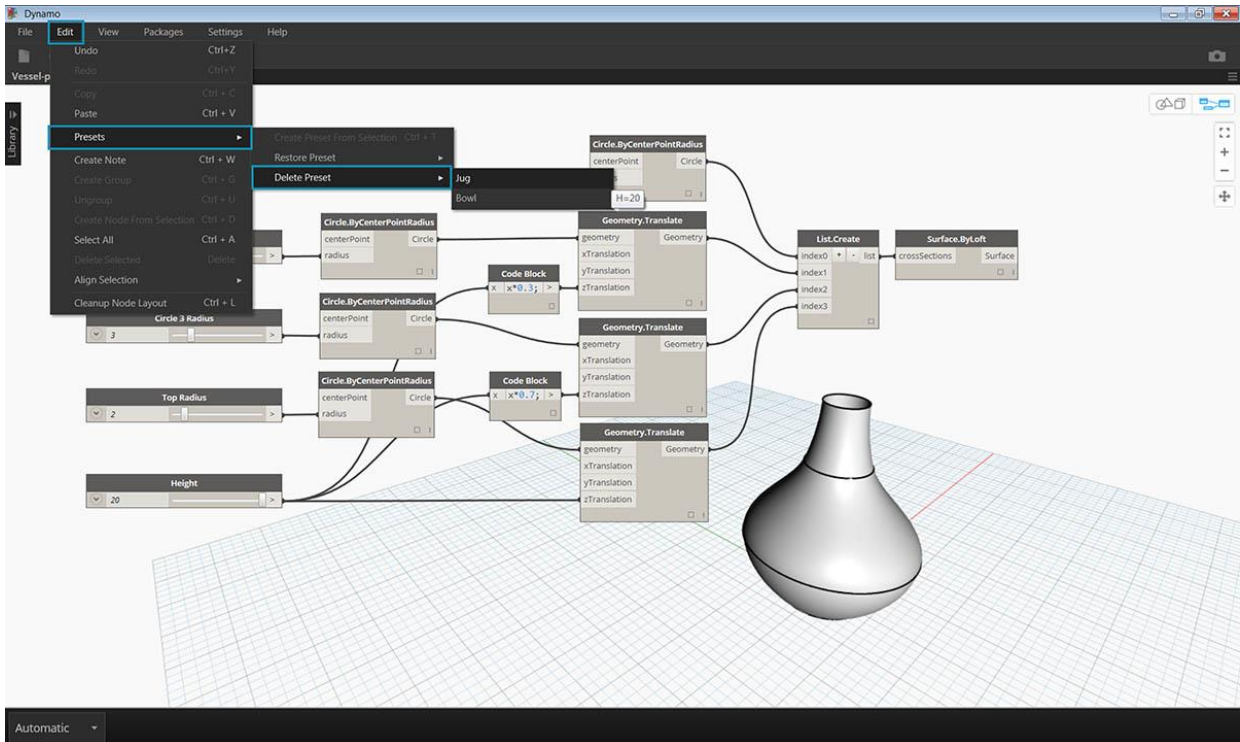 Dynamo
File Edit View Packages Settings Help
Vessel-p
Library
Undo Ctrl+Z
Redo Ctrl+Y
Copy Ctrl + C
Paste Ctrl + V
Presets
Create Note Ctrl + W
Create Group Ctrl + G
Ungroup Ctrl + U
Create Node From Selection Ctrl + D
Select All Ctrl + A
Delete Selected Delete
Align Selection
Cleanup Node Layout Ctrl + L
Create Preset From Selection Ctrl + T
Restore Preset
Delete Preset
Jug
Bowl
H=20
Circle.ByCenterPointRadius
centerPoint Circle
Circle.ByCenterPointRadius
centerPoint Circle
radius
Geometry.Translate
geometry Geometry
xTranslation
yTranslation
zTranslation
List.Create
index0 + - list
index1
index2
index3
Surface.ByLoft
crossSections Surface
Code Block
x x*0.3; >
Circle 3 Radius
3 >
Circle.ByCenterPointRadius
centerPoint Circle
radius
Geometry.Translate
geometry Geometry
xTranslation
yTranslation
zTranslation
Top Radius
2 >
Circle.ByCenterPointRadius
centerPoint Circle
radius
Code Block
x x*0.7; >
Geometry.Translate
geometry Geometry
xTranslation
yTranslation
zTranslation
Height
20 >
Automatic